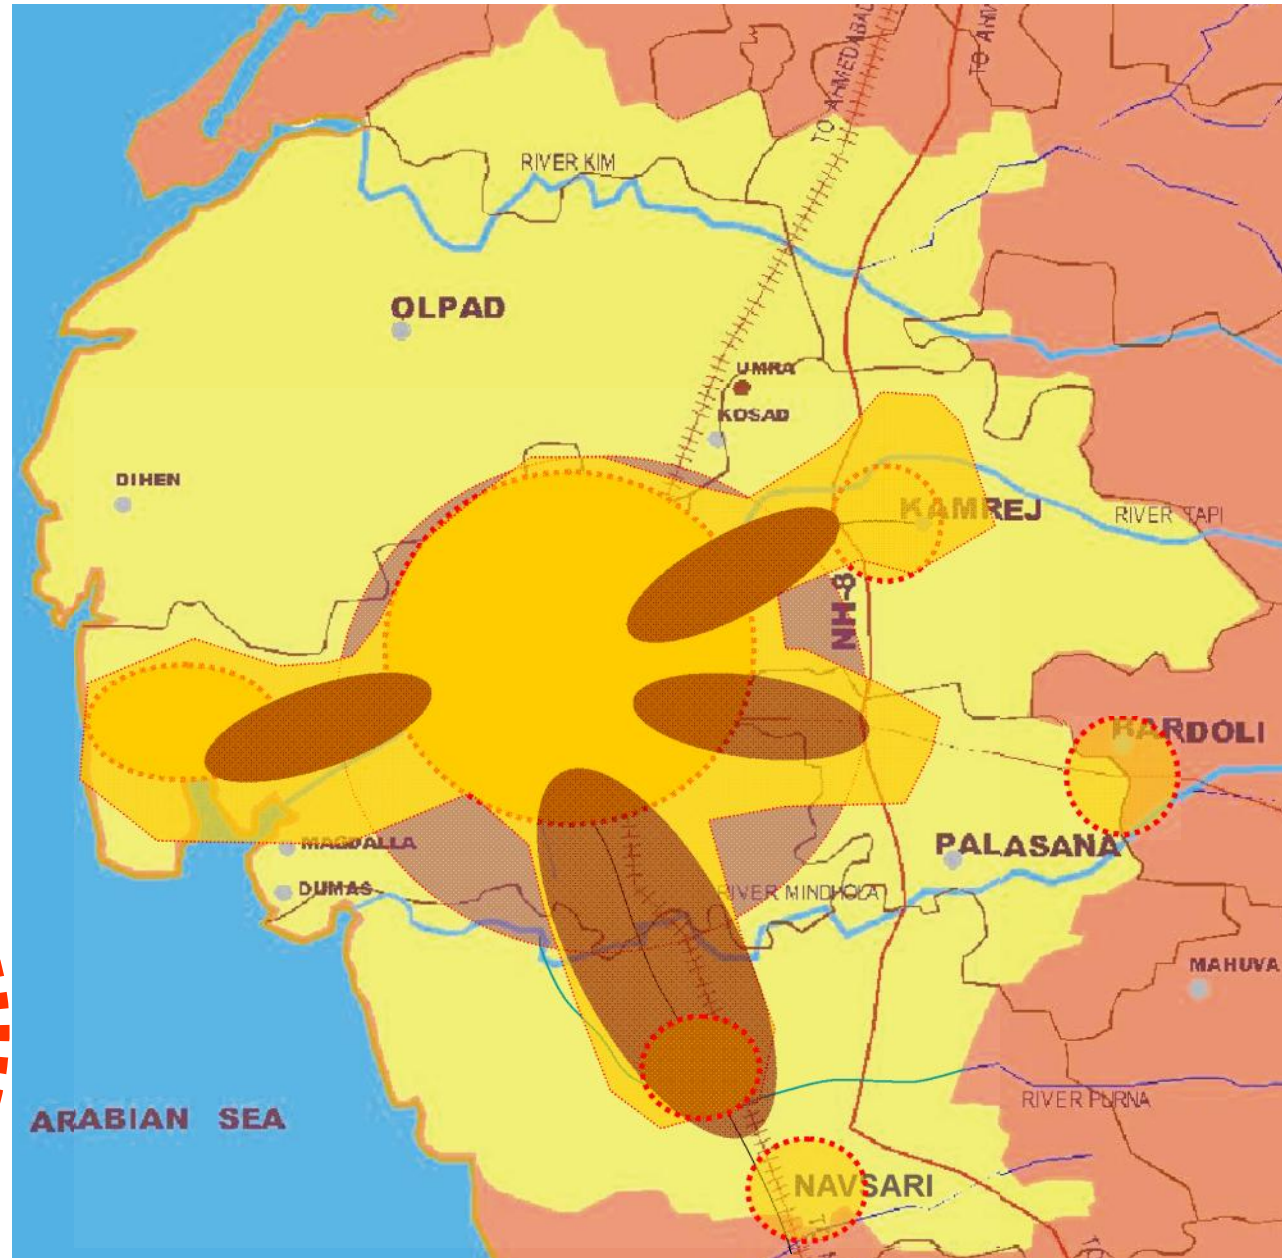 TO AHMEDABAD
TO AHM
RIVER KIM
OLPAD
UMRA
KOSAD
DIHEN
KAMREJ
RIVER TAPI
NH-8
BARDOLI
MAGDALLA
PALASANA
DUMAS
RIVER MINDHOLA
MAHUVA
RIVER PURNA
ARABIAN SEA
NAVSARI